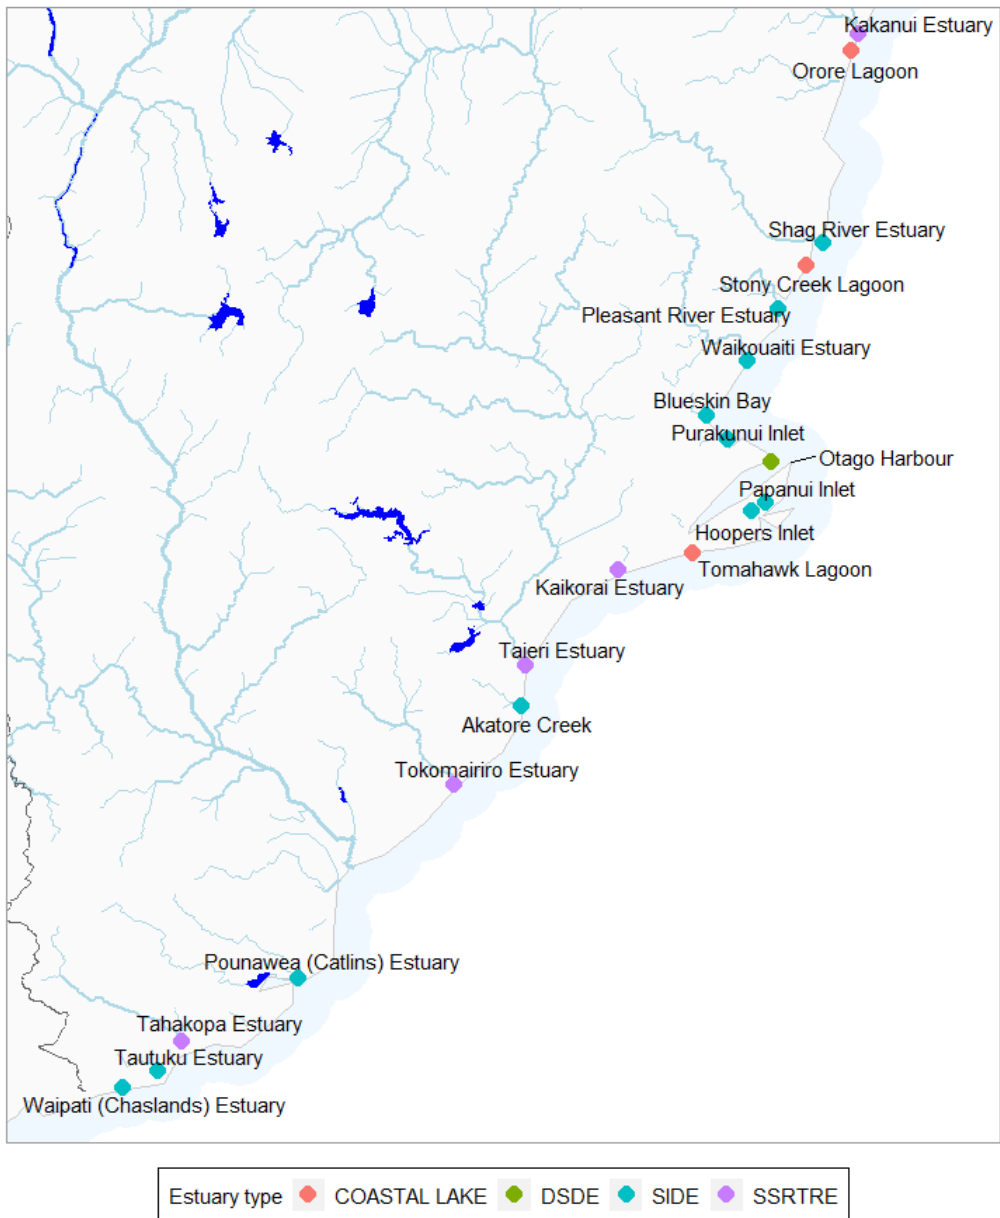 Kakanui Estuary
Orore Lagoon
Shag River Estuary
Stony Creek Lagoon
Pleasant River Estuary
Waikouaiti Estuary
Blueskin Bay
Purakunui Inlet
Otago Harbour
Papanui Inlet
Hoopers Inlet
Tomahawk Lagoon
Kaikorai Estuary
Taieri Estuary
Akatore Creek
Tokomairiro Estuary
Pounawea (Catlins) Estuary
Tahakopa Estuary
Tautuku Estuary
Waipati (Chaslands) Estuary
Estuary type COASTAL LAKE DSDE SIDE SSRTRE